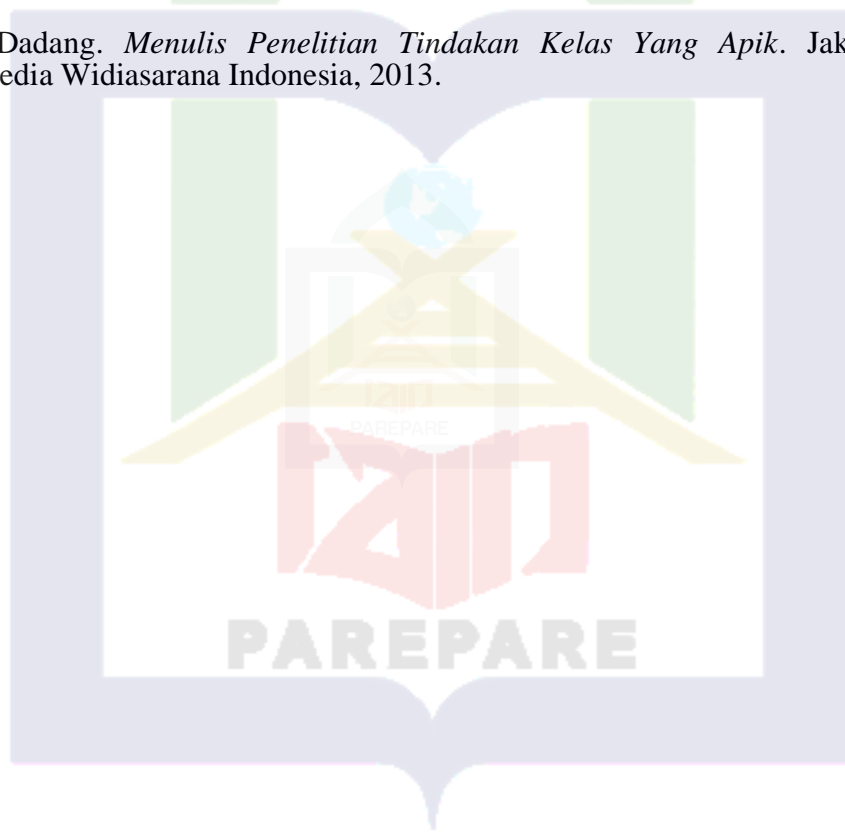 Dadang. Menulis Penelitian Tindakan Kelas Yang Apik. Jak
edia Widiasarana Indonesia, 2013.
PAREPARE
PAREPARE